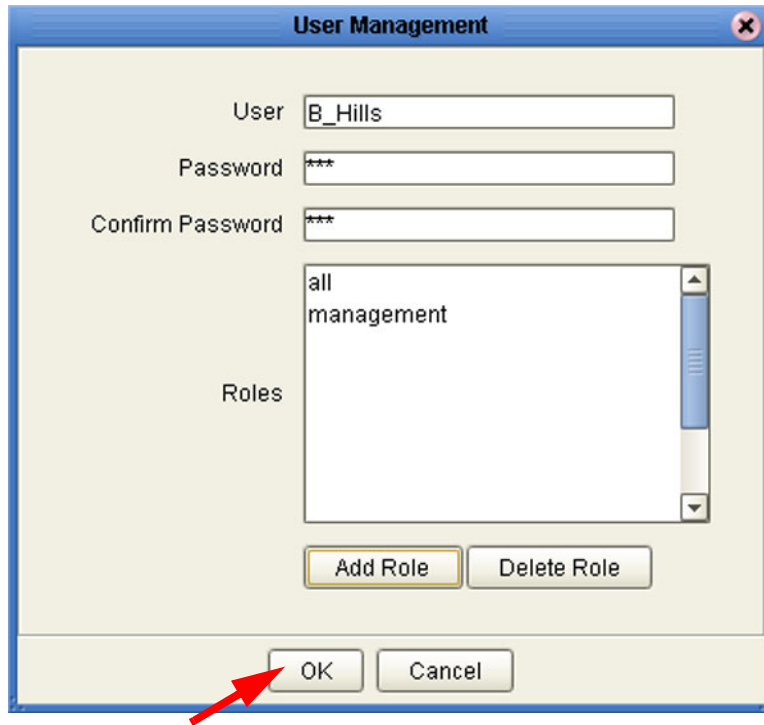 User Management
User B_Hills
Password ***
Confirm Password ***
all
management
Roles
Add Role Delete Role
OK Cancel